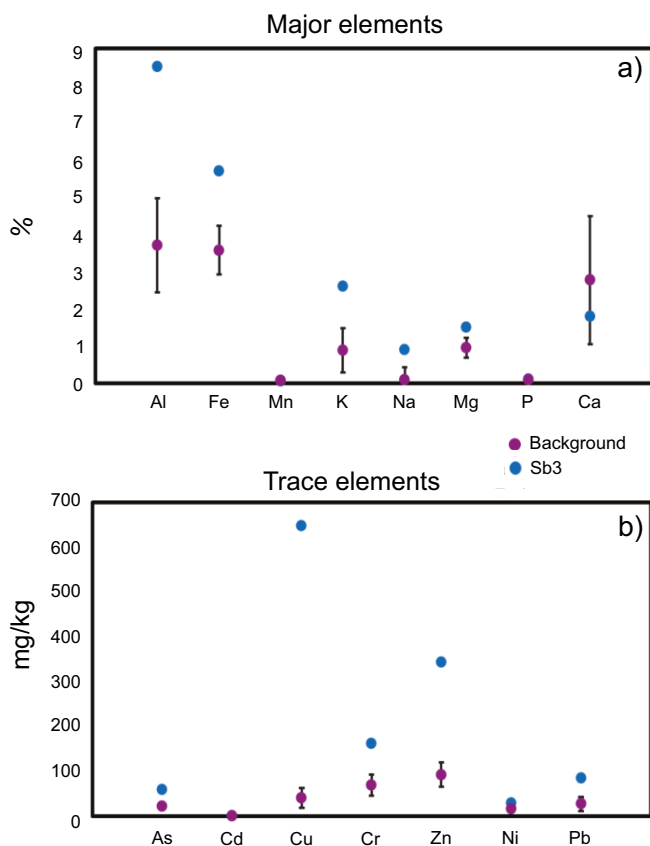 Major elements
a)
9
8
7
6
5
4
3
2
1
0
%
Al Fe Mn K Na Mg P Ca
Background
Sb3
Trace elements
b)
700
600
500
400
300
200
100
0
mg/kg
As Cd Cu Cr Zn Ni Pb